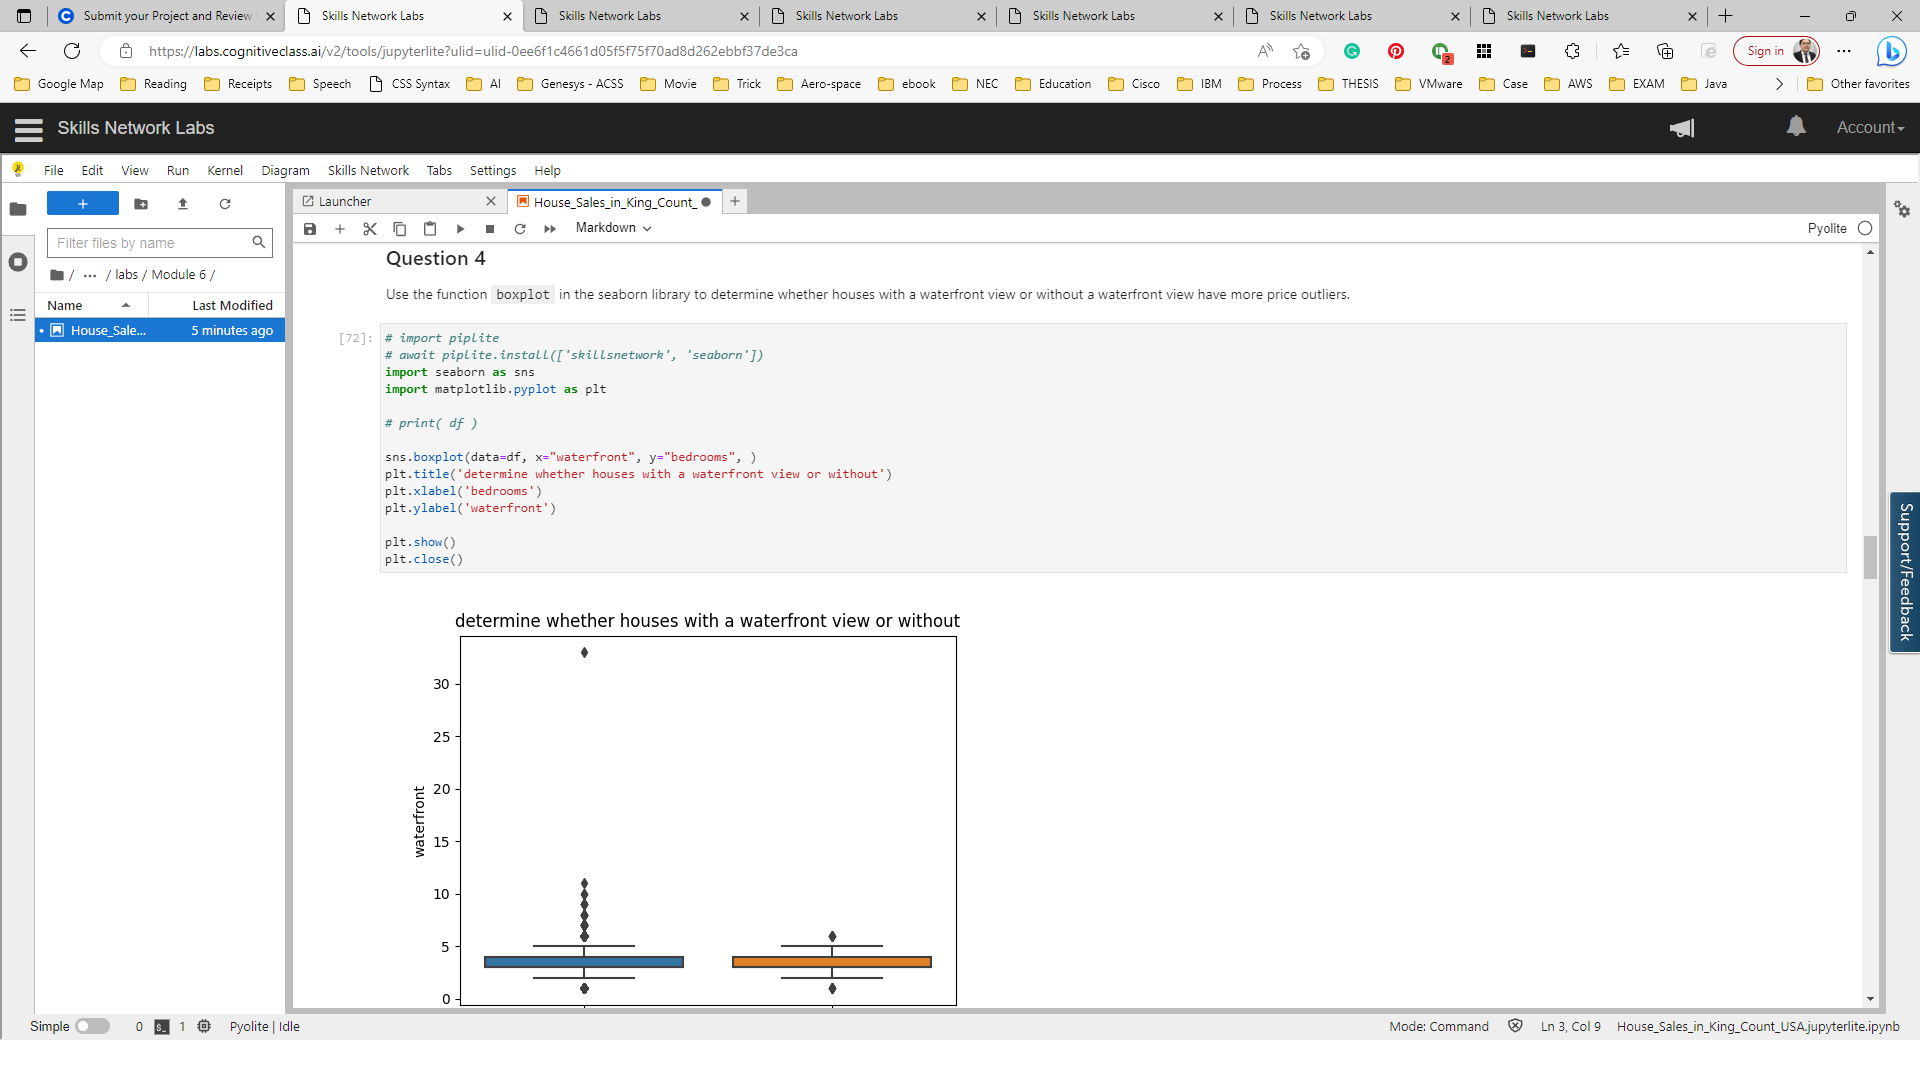 Submit your Project and Review
Skills Network Labs
Skills Network Labs
Skills Network Labs
Skills Network Labs
Skills Network Labs
Skills Network Labs
https://labs.cognitiveclass.ai/v2/tools/jupyterlite?ulid=ulid-0ee6f1c4661d05f5f75f70ad8d262ebbf37de3ca
2
Sign in
Google Map
Reading
Receipts
Speech
CSS Syntax
AI
Genesys - ACSS
Movie
Trick
Aero-space
ebook
NEC
Education
Cisco
IBM
Process
THESIS
VMware
Case
AWS
EXAM
Java
Other favorites
Skills Network Labs
Account
File
Edit
View
Run
Kernel
Diagram
Skills Network
Tabs
Settings
Help
Launcher
House_Sales_in_King_Count_
Filter files by name
/ ... / labs / Module 6 /
Name
Last Modified
House_Sale...
5 minutes ago
Markdown
Pyolite
Question 4
Use the function boxplot in the seaborn library to determine whether houses with a waterfront view or without a waterfront view have more price outliers.
[72]:
# import piplite
# await piplite.install(['skillsnetwork', 'seaborn'])
import seaborn as sns
import matplotlib.pyplot as plt
# print( df )
sns.boxplot(data=df, x="waterfront", y="bedrooms", )
plt.title('determine whether houses with a waterfront view or without')
plt.xlabel('bedrooms')
plt.ylabel('waterfront')
plt.show()
plt.close()
determine whether houses with a waterfront view or without
30
25
20
15
10
5
0
waterfront
Support/Feedback
Simple
0
1
Pyolite | Idle
Mode: Command
Ln 3, Col 9
House_Sales_in_King_Count_USA.jupyterlite.ipynb